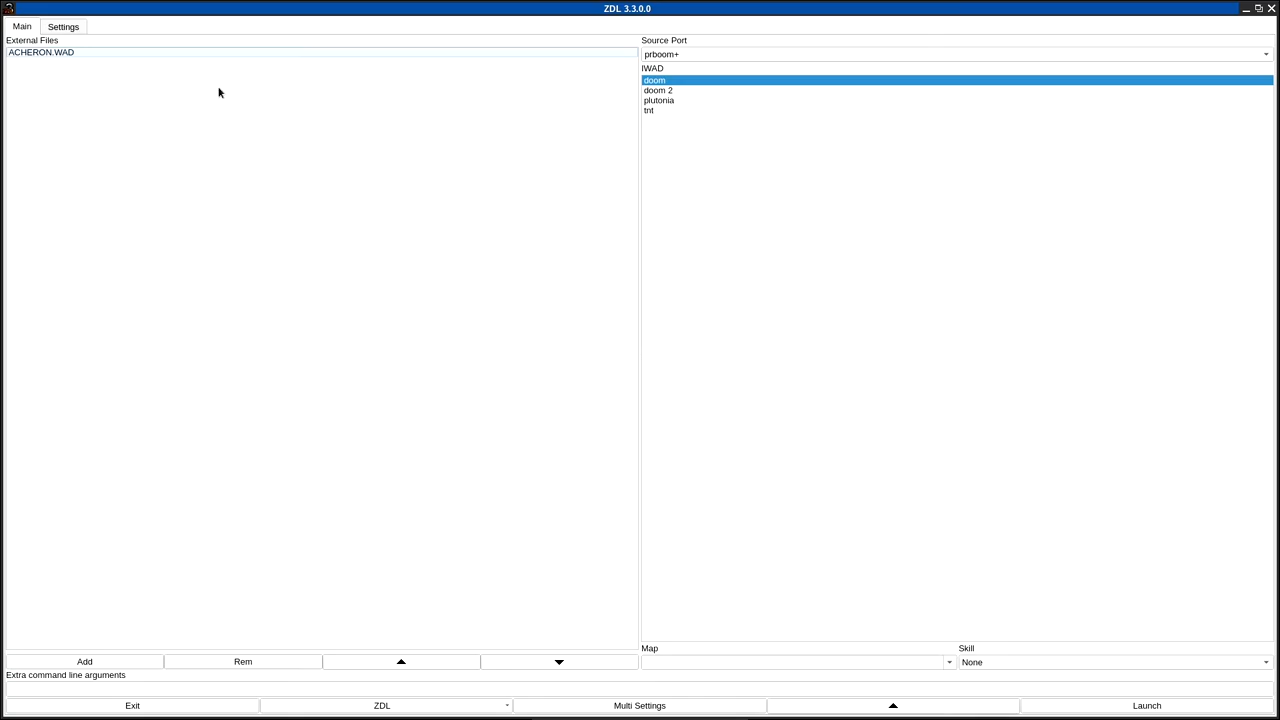 ZDL 3.3.0.0
Main
Settings
External Files
ACHERON.WAD
Source Port
prboom+
IWAD
doom
doom 2
plutonia
tnt
Add
Rem
Map
Skill
None
Extra command line arguments
Exit
ZDL
Multi Settings
Launch